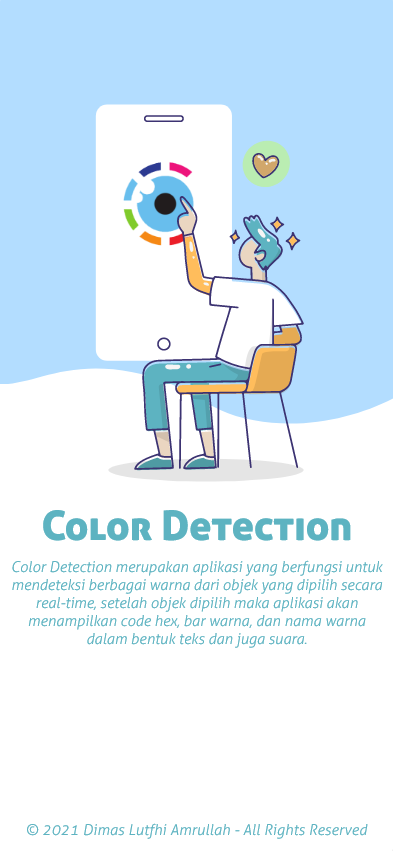 Color Detection
Color Detection merupakan aplikasi yang berfungsi untuk
mendeteksi berbagai warna dari objek yang dipilih secara
real-time, setelah objek dipilih maka aplikasi akan
menampilkan code hex, bar warna, dan nama warna
dalam bentuk teks dan juga suara.
© 2021 Dimas Lutfhi Amrullah - All Rights Reserved